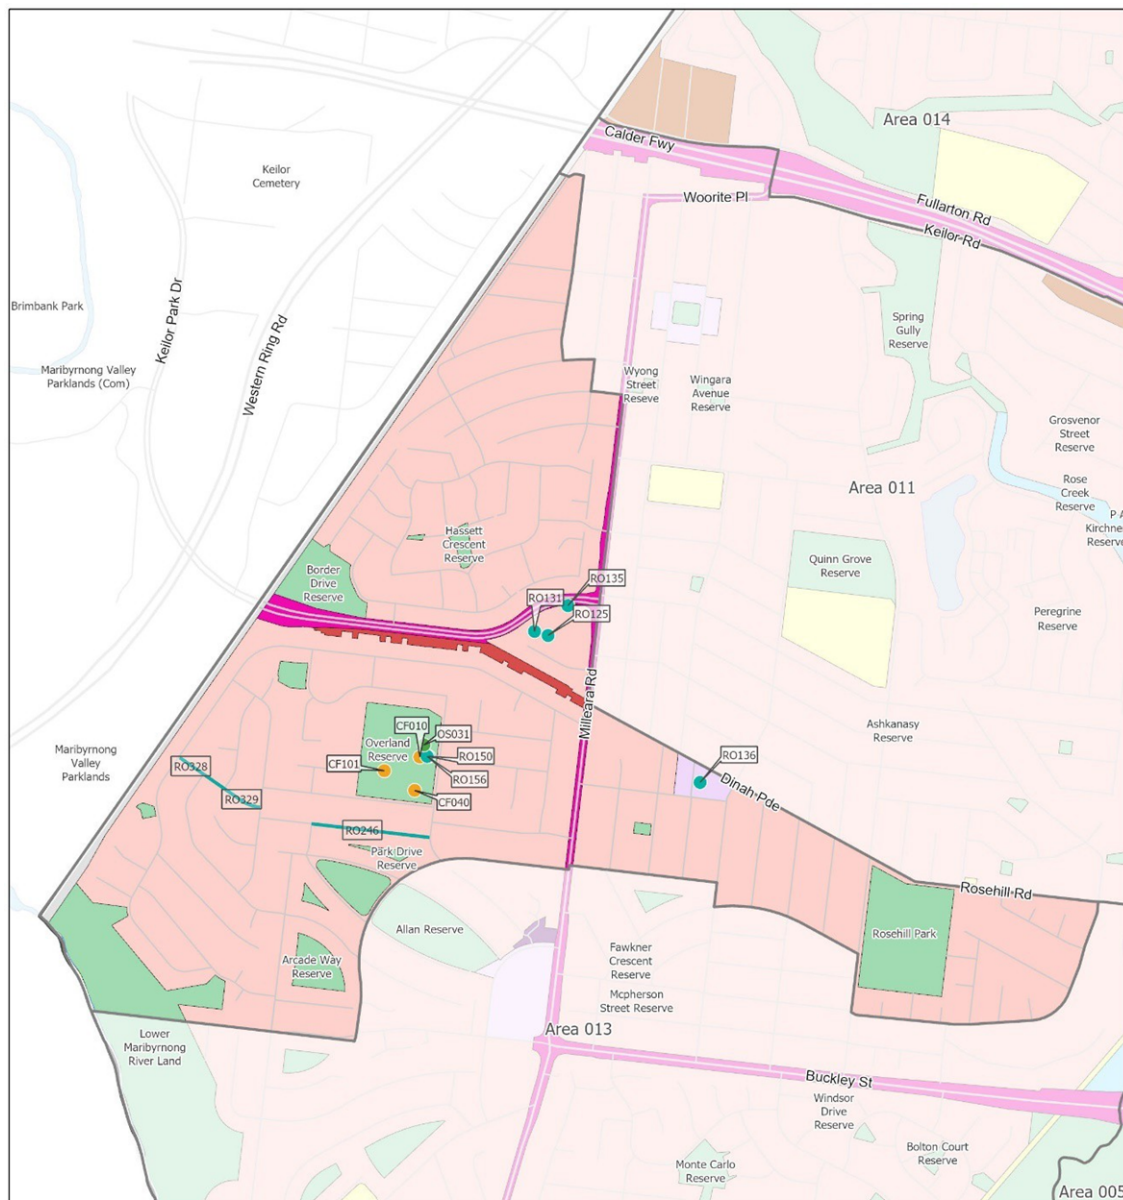 Area 014
Calder Fwy
Keilor
Cemetery
Woorite Pl
Fullarton Rd
Keilor Rd
Keilor Park Dr
Brimbank Park
Western Ring Rd
Spring
Gully
Reserve
Maribyrnong Valley
Parklands (Com)
Wyong
Street
Reseve
Wingara
Avenue
Reserve
Grosvenor
Street
Reserve
Area 011
Rose
Creek
Reserve
P A
Kirchne
Reserve
Hassett
Crescent
Reserve
Quinn Grove
Reserve
Border
Drive
Reserve
RO135
RO131
RO125
Peregrine
Reserve
Milleara Rd
Ashkanasy
Reserve
CF010
OS031
Overland
Reserve
RO150
RO136
Maribyrnong
Valley
Parklands
CF101
RO328
RO156
Dinah Pde
RO329
CF040
RO246
Park Drive
Reserve
Rosehill Rd
Allan Reserve
Rosehill Park
Arcade Way
Reserve
Fawkner
Crescent
Reserve
Mcpherson
Street Reserve
Area 013
Lower
Maribyrnong
River Land
Buckley St
Windsor
Drive
Reserve
Bolton Court
Reserve
Monte Carlo
Reserve
Area 005